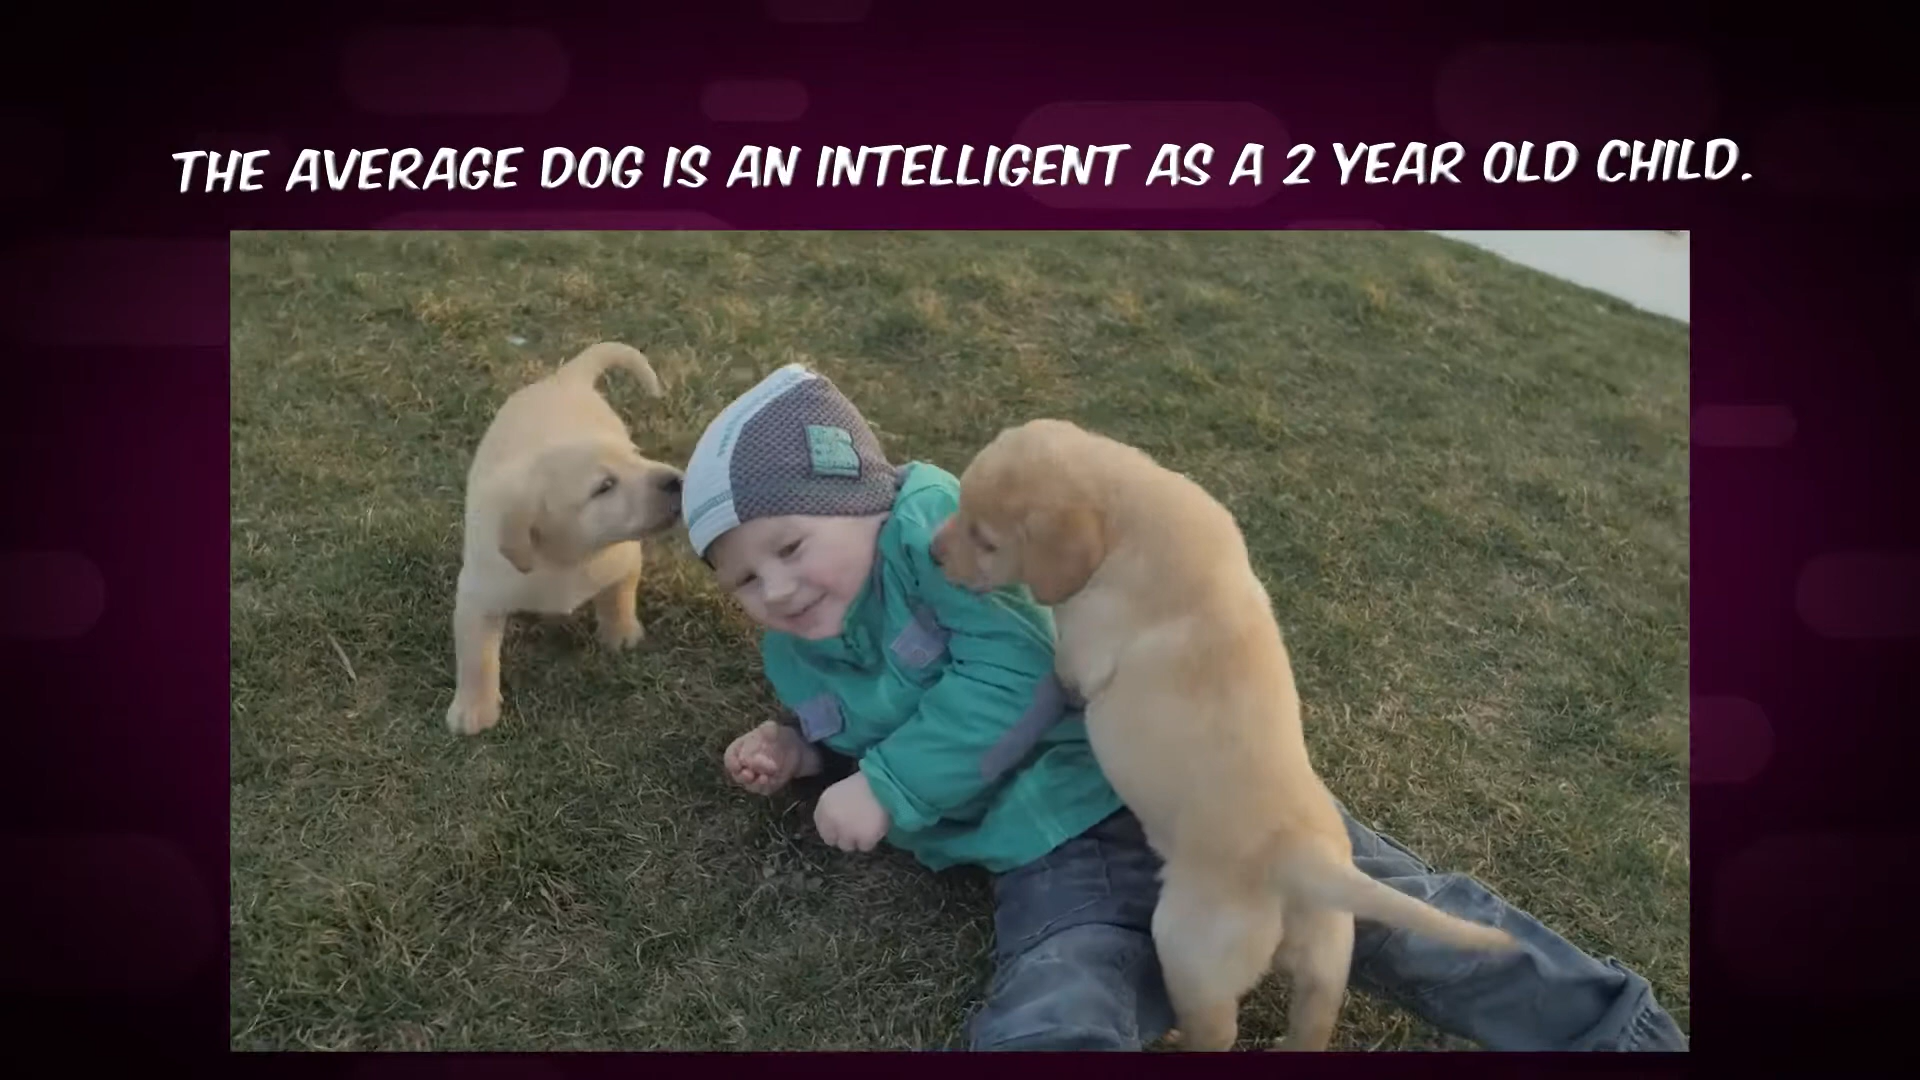 THE AVERAGE DOG IS AN INTELLIGENT AS A 2 YEAR OLD CHILD.